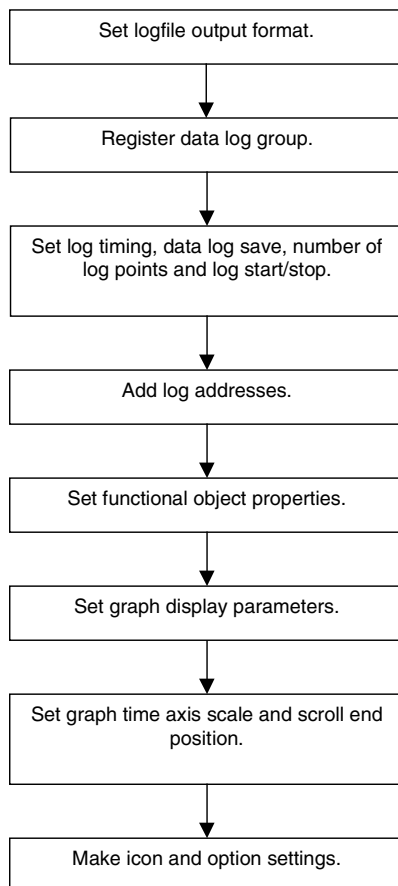 Set logfile output format.
Register data log group.
Set log timing, data log save, number of
log points and log start/stop.
Add log addresses.
Set functional object properties.
Set graph display parameters.
Set graph time axis scale and scroll end
position.
Make icon and option settings.